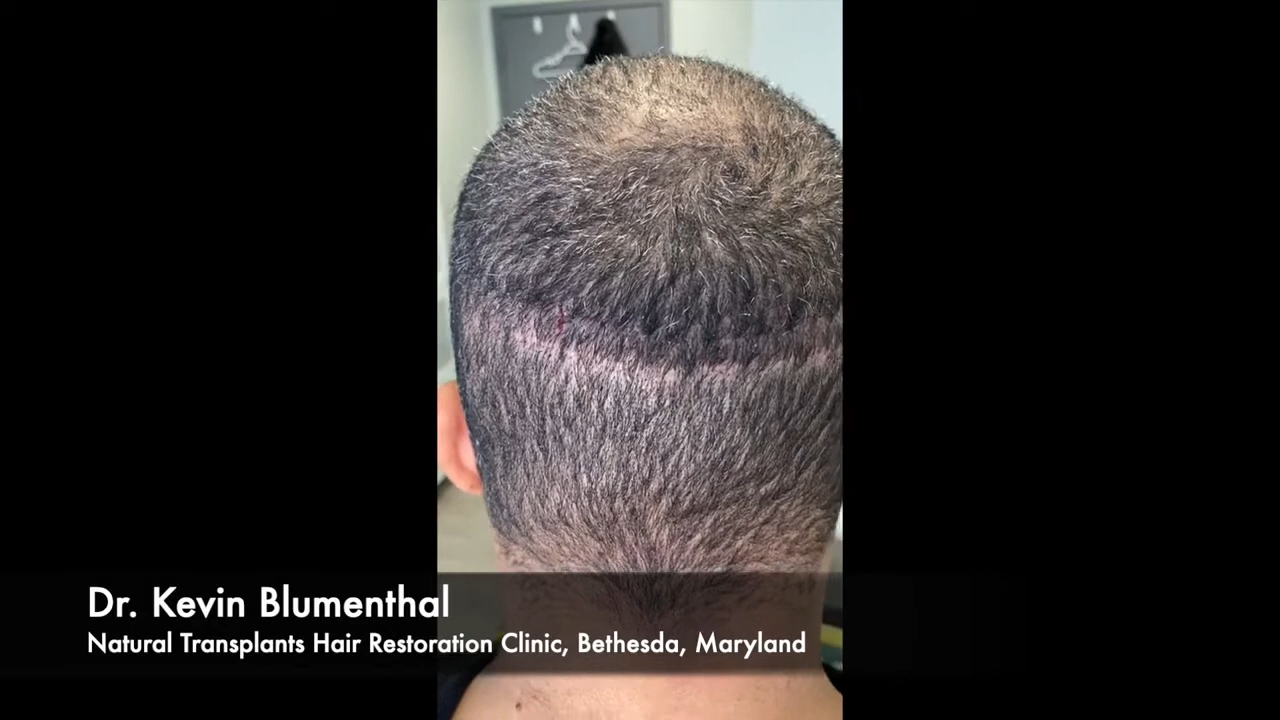 Dr. Kevin Blumenthal
Natural Transplants Hair Restoration Clinic, Bethesda, Maryland